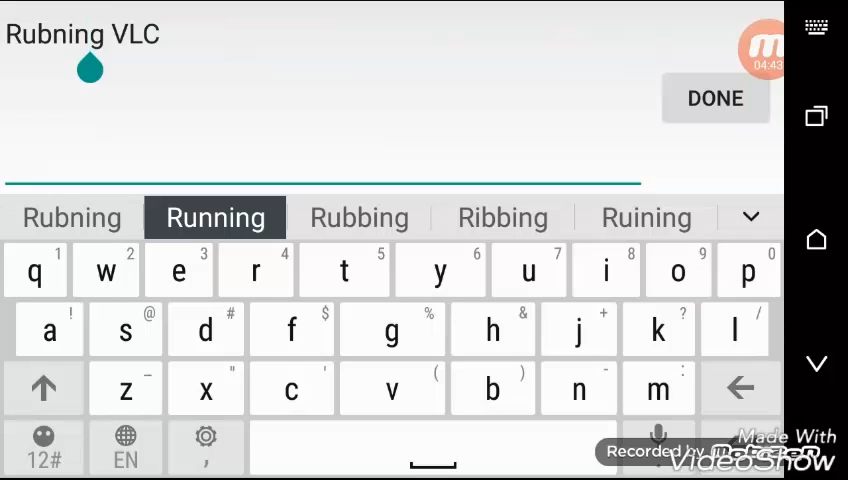 Rubning VLC
04:43
DONE
Rubning Running Rubbing Ribbing Ruining
1 2 3 4 5 6 7 8 9 0
q w e r t y u i o p
! @ # $ % & + ? /
a s d f g h j k l
_ " ' ( ) - :
z x c v b n m
12# EN ,
Recorded by
Made With
VideoShow